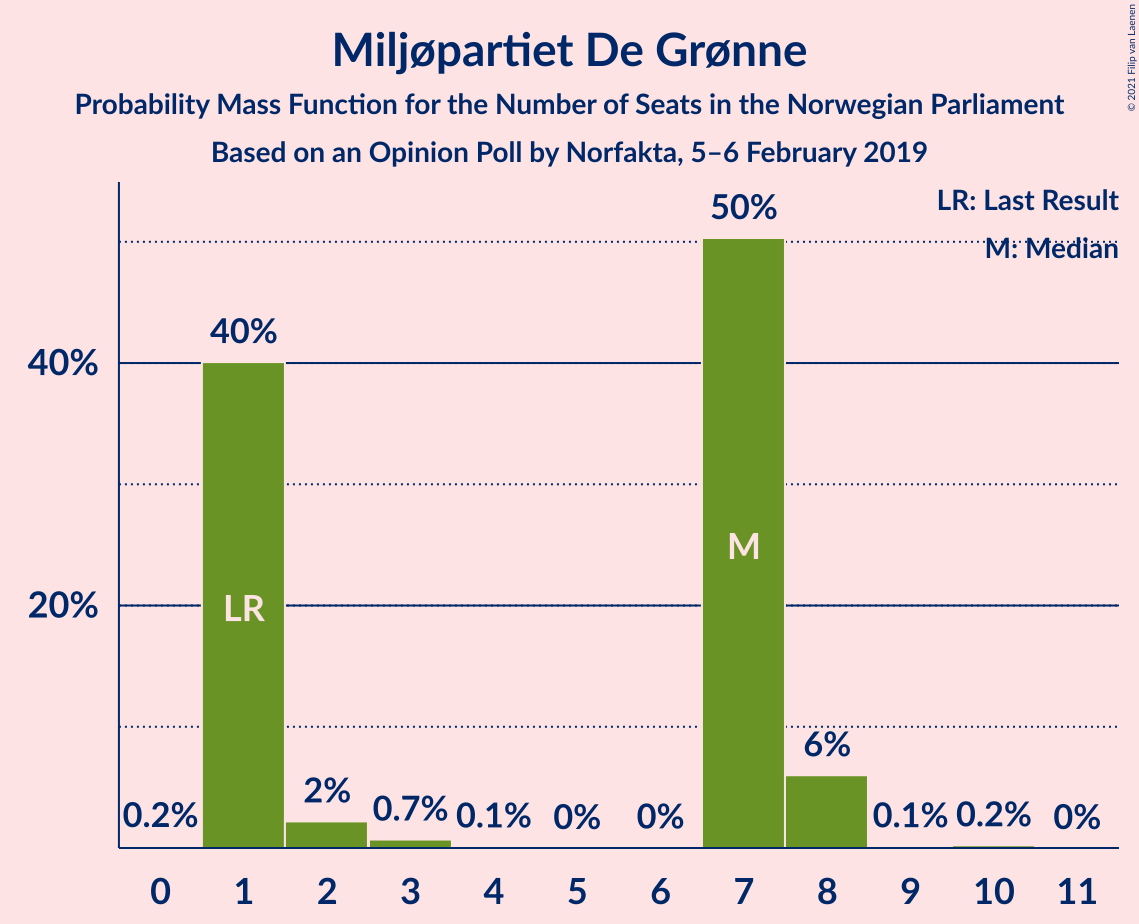 Miljøpartiet De Grønne
Probability Mass Function for the Number of Seats in the Norwegian Parliament
Based on an Opinion Poll by Norfakta, 5–6 February 2019
© 2021 Filip van Laenen
LR: Last Result
M: Median
50%
40%
40%
M
LR
20%
6%
2%
0.2%
0.7%
0.1%
0%
0%
0.1%
0.2%
0%
0 1 2 3 4 5 6 7 8 9 10 11